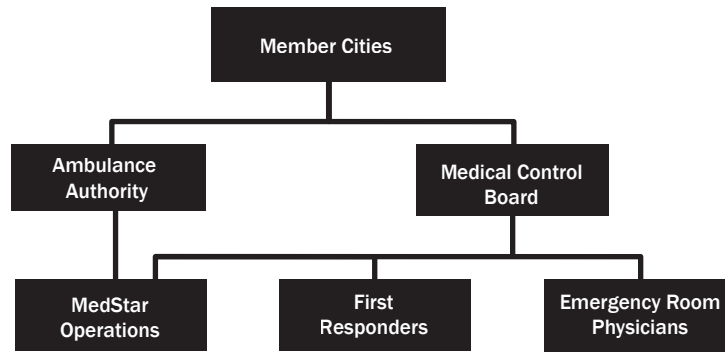 Member Cities
Ambulance
Authority
Medical Control
Board
MedStar
Operations
First
Responders
Emergency Room
Physicians